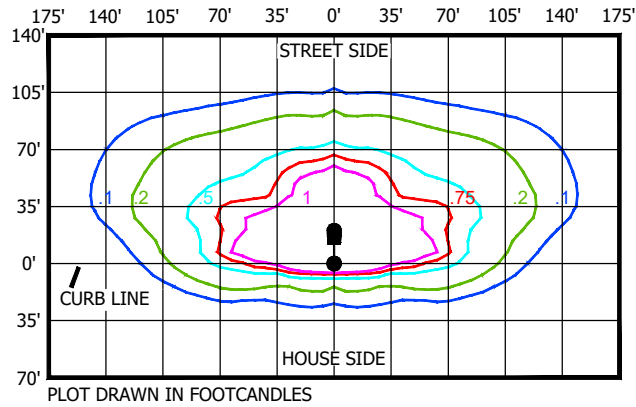 175' 140' 105' 70' 35' 0' 35' 70' 105' 140' 175'
140'
STREET SIDE
105'
70'
.1 .2 .5 1 .75 .2 .1
35'
0'
CURB LINE
35'
HOUSE SIDE
70'
PLOT DRAWN IN FOOTCANDLES